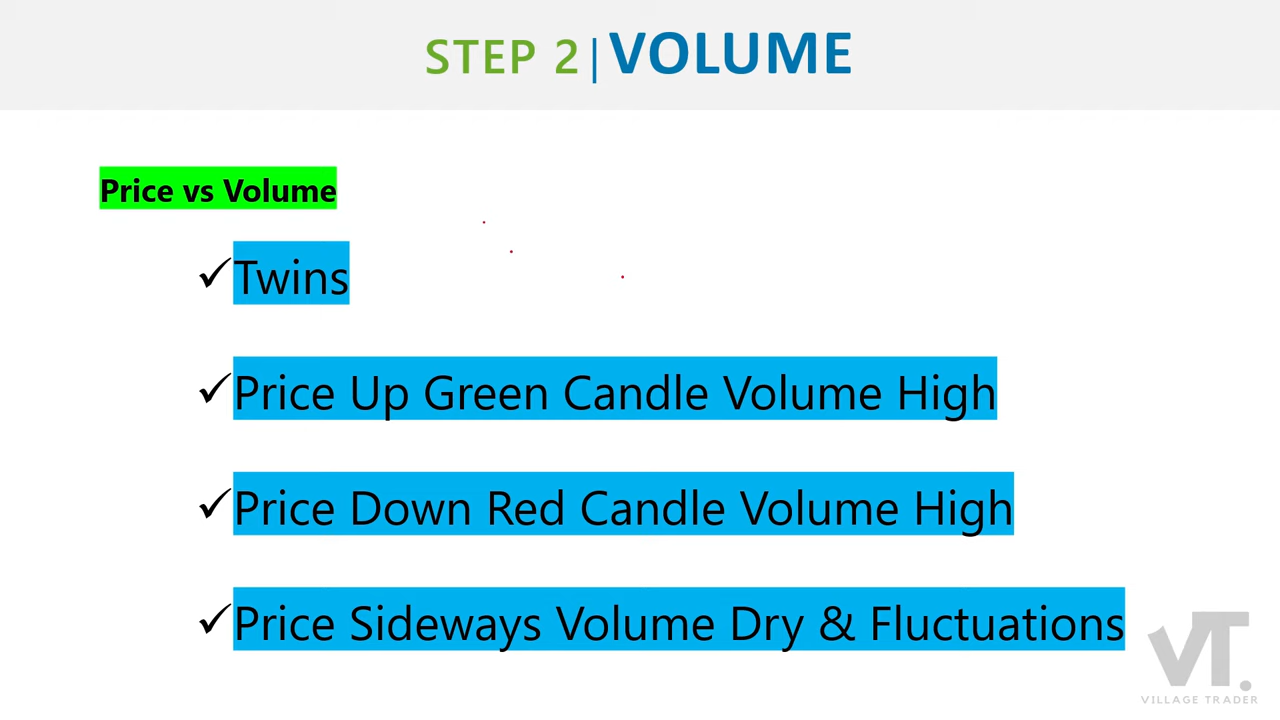 STEP 2|VOLUME
Price vs Volume
✓Twins
✓Price Up Green Candle Volume High
✓Price Down Red Candle Volume High
✓Price Sideways Volume Dry & Fluctuations
VT.
VILLAGE TRADER